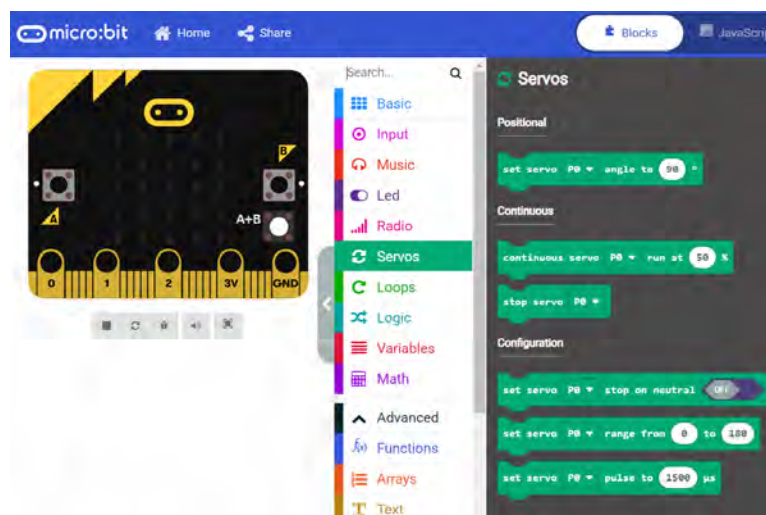 micro:bit
Home
Share
Blocks
JavaScrip
B
A
A+B
0
1
2
3V
GND
Search...
Basic
Input
Music
Led
Radio
Servos
Loops
Logic
Variables
Math
Advanced
f(x) Functions
Arrays
T Text
Servos
Positional
set servo P0 angle to 90 °
Continuous
continuous servo P0 run at 50 %
stop servo P0
Configuration
set servo P0 stop on neutral OFF
set servo P0 range from 0 to 180
set servo P0 pulse to 1500 µs